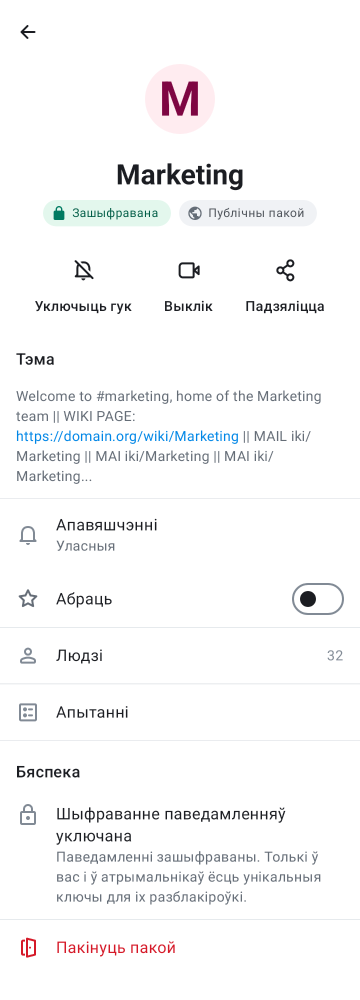 M
Marketing
Зашыфравана
Публічны пакой
Уключыць гук
Выклік
Падзяліцца
Тэма
Welcome to #marketing, home of the Marketing
team || WIKI PAGE:
https://domain.org/wiki/Marketing || MAIL iki/
Marketing || MAI iki/Marketing || MAI iki/
Marketing...
Апавяшчэнні
Уласныя
Абраць
Людзі
32
Апытанні
Бяспека
Шыфраванне паведамленняў
уключана
Паведамленні зашыфраваны. Толькі ў
вас і ў атрымальнікаў ёсць унікальныя
ключы для іх разблакіроўкі.
Пакінуць пакой